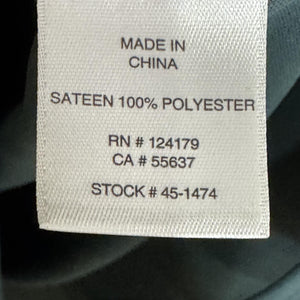 MADE IN
CHINA
SATEEN 100% POLYESTER
RN # 124179
CA # 55637
STOCK # 45-1474